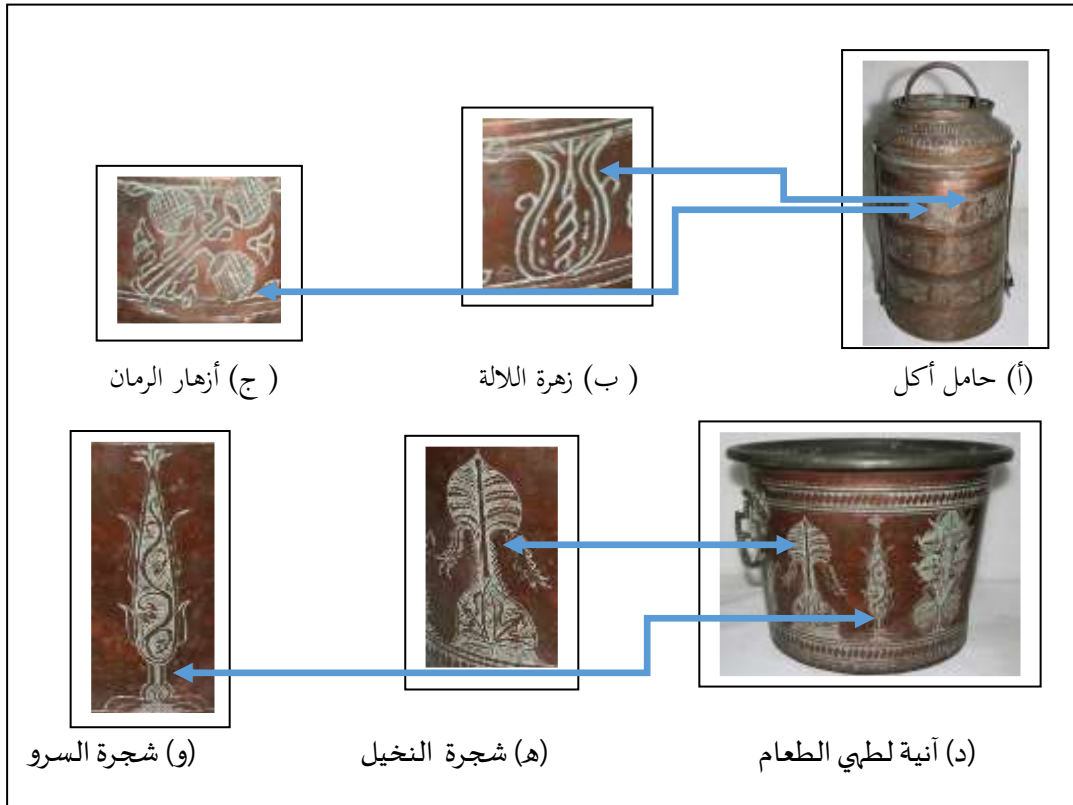 (أ) حامل أكل
( ب) زهرة اللالة
( ج) أزهار الرمان
(د) آنية لطهي الطعام
(ه) شجرة النخيل
(و) شجرة السرو